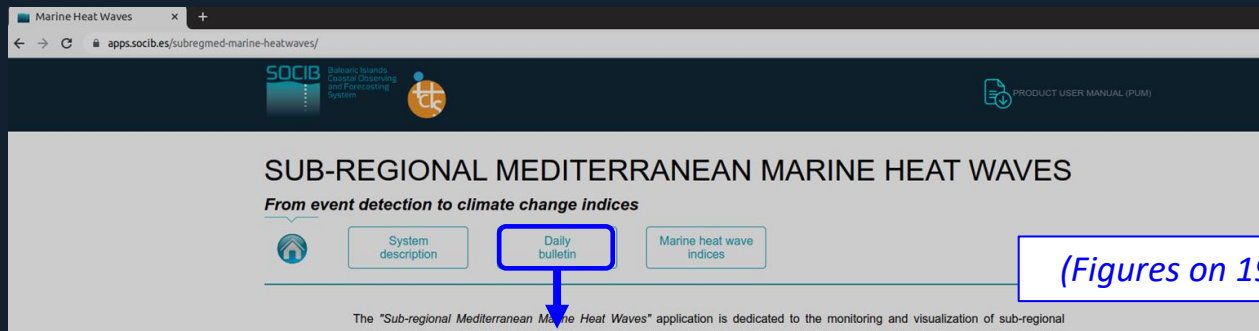 Marine Heat Waves × +
apps.socib.es/subregmed-marine-heatwaves/
SOCIB
Balearic Islands
Coastal Observing
and Forecasting
System
PRODUCT USER MANUAL (PUM)
SUB-REGIONAL MEDITERRANEAN MARINE HEAT WAVES
From event detection to climate change indices
System
description
Daily
bulletin
Marine heat wave
indices
(Figures on 19
The "Sub-regional Mediterranean Marine Heat Waves" application is dedicated to the monitoring and visualization of sub-regional